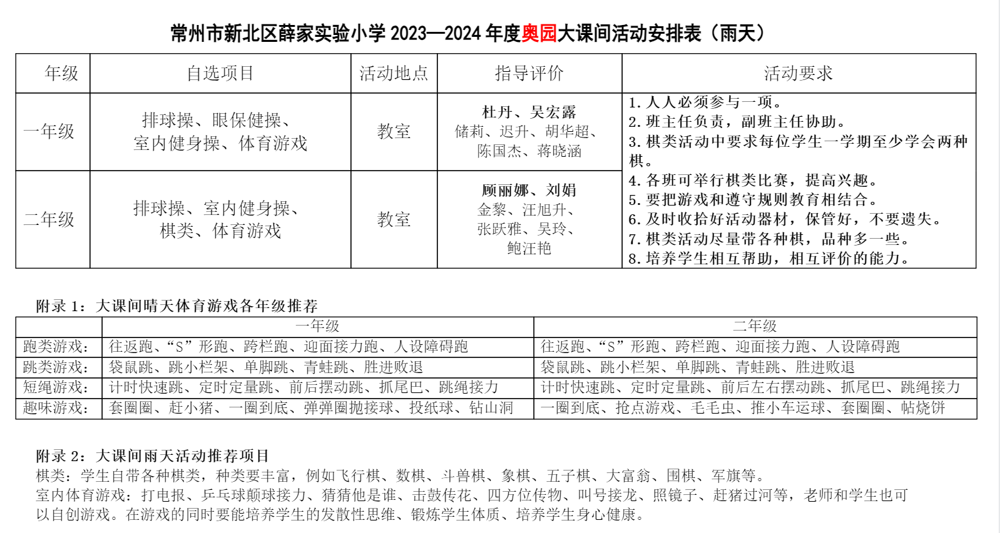 常州市新北区薛家实验小学 2023—2024 年度奥园大课间活动安排表（雨天）
年级 自选项目 活动地点 指导评价 活动要求
一年级
排球操、眼保健操、
室内健身操、体育游戏
教室
杜丹、吴宏露
储莉、迟升、胡华超、
陈国杰、蒋晓涵
二年级
排球操、室内健身操、
棋类、体育游戏
教室
顾丽娜、刘娟
金黎、汪旭升、
张跃雅、吴玲、
鲍汪艳
1.人人必须参与一项。
2.班主任负责，副班主任协助。
3.棋类活动中要求每位学生一学期至少学会两种
棋。
4.各班可举行棋类比赛，提高兴趣。
5.要把游戏和遵守规则教育相结合。
6.及时收拾好活动器材，保管好，不要遗失。
7.棋类活动尽量带各种棋，品种多一些。
8.培养学生相互帮助，相互评价的能力。
附录 1：大课间晴天体育游戏各年级推荐
一年级 二年级
跑类游戏： 往返跑、“S”形跑、跨栏跑、迎面接力跑、人设障碍跑 往返跑、“S”形跑、跨栏跑、迎面接力跑、人设障碍跑
跳类游戏： 袋鼠跳、跳小栏架、单脚跳、青蛙跳、胜进败退 袋鼠跳、跳小栏架、单脚跳、青蛙跳、胜进败退
短绳游戏： 计时快速跳、定时定量跳、前后摆动跳、抓尾巴、跳绳接力 计时快速跳、定时定量跳、前后左右摆动跳、抓尾巴、跳绳接力
趣味游戏： 套圈圈、赶小猪、一圈到底、弹弹圈抛接球、投纸球、钻山洞 一圈到底、抢点游戏、毛毛虫、推小车运球、套圈圈、帖烧饼
附录 2：大课间雨天活动推荐项目
棋类：学生自带各种棋类，种类要丰富，例如飞行棋、数棋、斗兽棋、象棋、五子棋、大富翁、围棋、军旗等。
室内体育游戏：打电报、乒乓球颠球接力、猜猜他是谁、击鼓传花、四方位传物、叫号接龙、照镜子、赶猪过河等，老师和学生也可
以自创游戏。在游戏的同时要能培养学生的发散性思维、锻炼学生体质、培养学生身心健康。